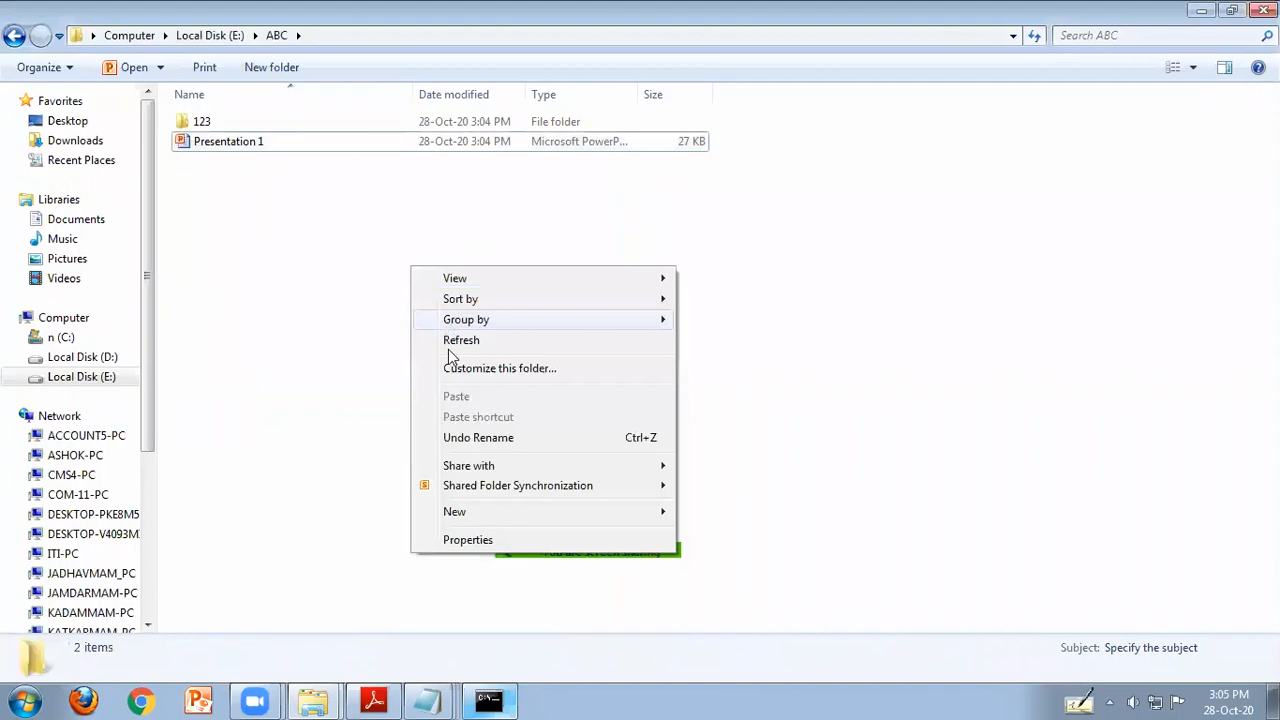 Computer Local Disk (E:) ABC
Search ABC
Organize Open Print New folder
Name Date modified Type Size
123 28-Oct-20 3:04 PM File folder
Presentation 1 28-Oct-20 3:04 PM Microsoft PowerP... 27 KB
Favorites
Desktop
Downloads
Recent Places
Libraries
Documents
Music
Pictures
Videos
Computer
n (C:)
Local Disk (D:)
Local Disk (E:)
Network
ACCOUNT5-PC
ASHOK-PC
CMS4-PC
COM-11-PC
DESKTOP-PKE8M5
DESKTOP-V4093M
ITI-PC
JADHAVMAM_PC
JAMDARMAM-PC
KADAMMAM-PC
KATKARMAM_PC
View
Sort by
Group by
Refresh
Customize this folder...
Paste
Paste shortcut
Undo Rename Ctrl+Z
Share with
Shared Folder Synchronization
New
Properties
2 items
Subject: Specify the subject
3:05 PM
28-Oct-20